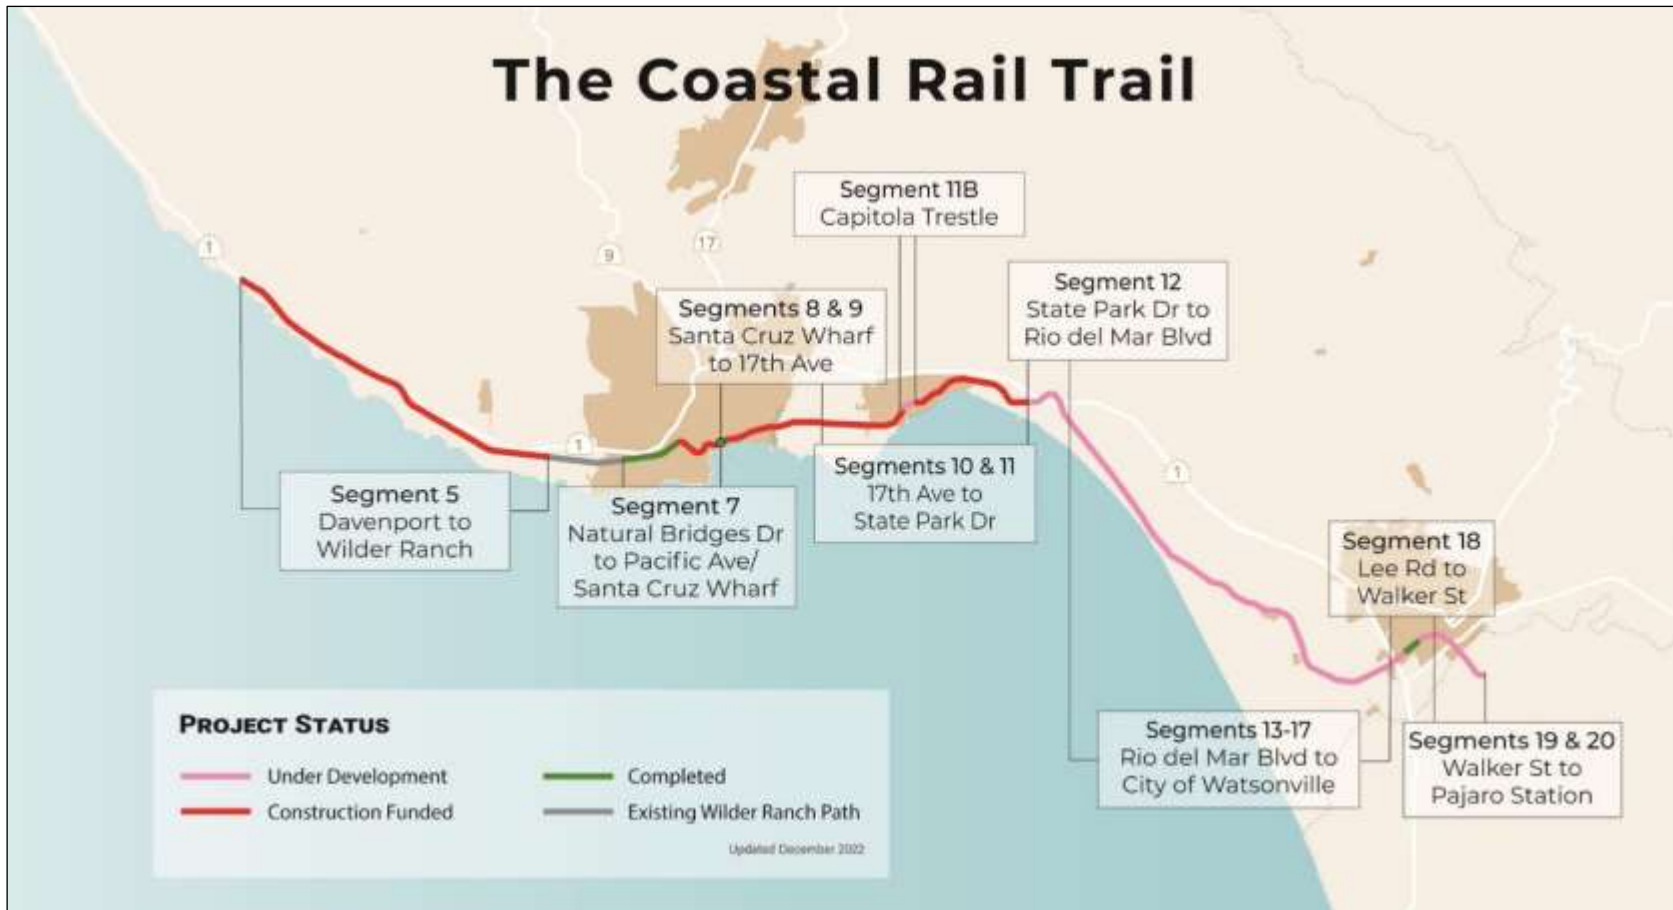 The Coastal Rail Trail
Segment 11B
Capitola Trestle
1
9
17
Segment 12
State Park Dr to
Rio del Mar Blvd
Segments 8 & 9
Santa Cruz Wharf
to 17th Ave
1
Segments 10 & 11
17th Ave to
State Park Dr
1
Segment 5
Davenport to
Wilder Ranch
Segment 7
Natural Bridges Dr
to Pacific Ave/
Santa Cruz Wharf
Segment 18
Lee Rd to
Walker St
Segments 13-17
Rio del Mar Blvd to
City of Watsonville
Segments 19 & 20
Walker St to
Pajaro Station
PROJECT STATUS
Under Development
Completed
Construction Funded
Existing Wilder Ranch Path
Updated December 2022